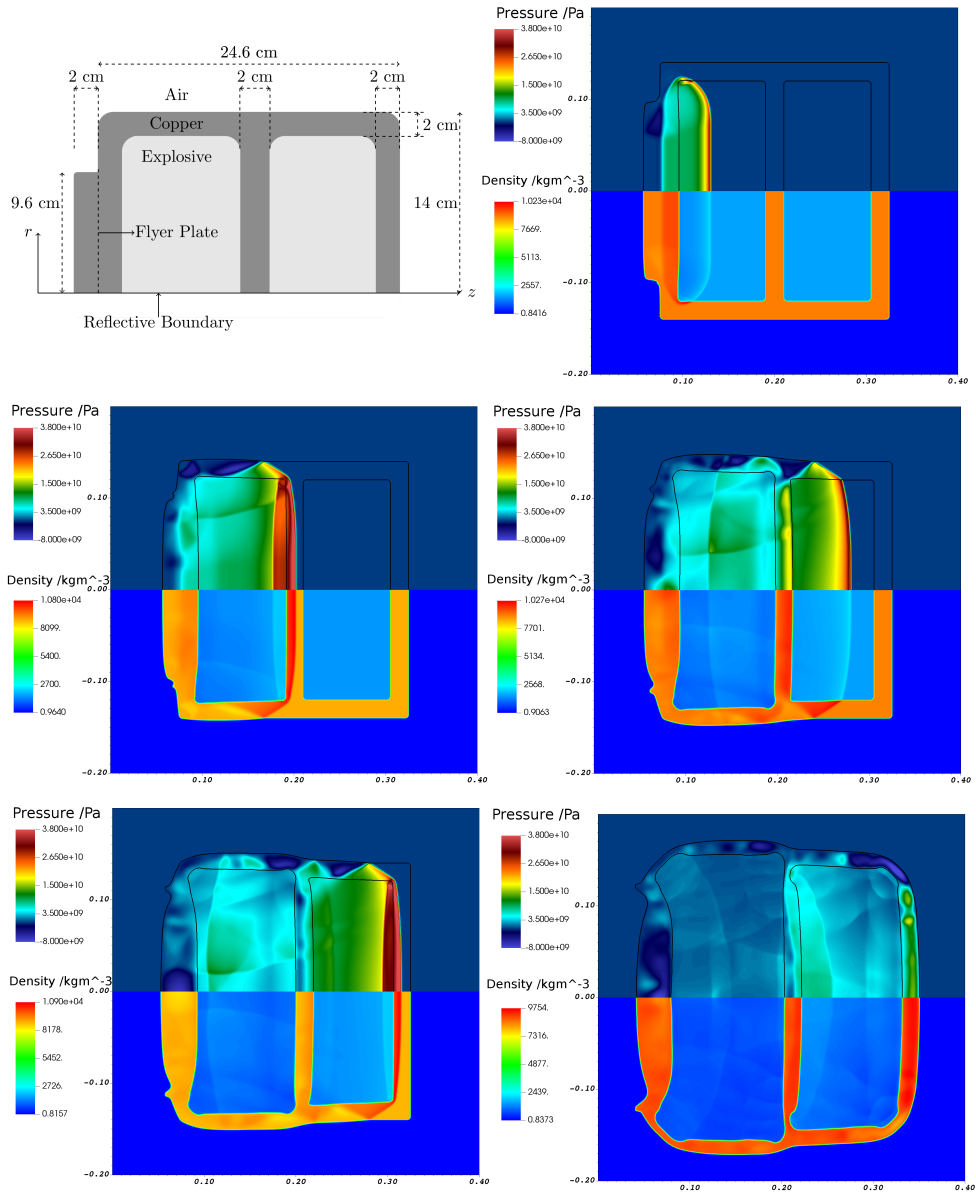 24.6 cm
2 cm
2 cm
2 cm
Air
Copper
2 cm
Explosive
9.6 cm
14 cm
r
Flyer Plate
z
Reflective Boundary
Pressure /Pa
3.800e+10
2.650e+10
1.500e+10
3.500e+09
-8.000e+09
Density /kgm^-3
1.023e+04
7669.
5113.
2557.
0.8416
0.10
0.00
-0.10
-0.20
0.10
0.20
0.30
0.40
Pressure /Pa
3.800e+10
2.650e+10
1.500e+10
3.500e+09
-8.000e+09
Density /kgm^-3
1.080e+04
8099.
5400.
2700.
0.9640
0.10
0.00
-0.10
-0.20
0.10
0.20
0.30
0.40
Pressure /Pa
3.800e+10
2.650e+10
1.500e+10
3.500e+09
-8.000e+09
Density /kgm^-3
1.027e+04
7701.
5134.
2568.
0.9063
0.10
0.00
-0.10
-0.20
0.10
0.20
0.30
0.40
Pressure /Pa
3.800e+10
2.650e+10
1.500e+10
3.500e+09
-8.000e+09
Density /kgm^-3
1.090e+04
8178.
5452.
2726.
0.8157
0.10
0.00
-0.10
-0.20
0.10
0.20
0.30
0.40
Pressure /Pa
3.800e+10
2.650e+10
1.500e+10
3.500e+09
-8.000e+09
Density /kgm^-3
9754.
7316.
4877.
2439.
0.8373
0.10
0.00
-0.10
-0.20
0.10
0.20
0.30
0.40